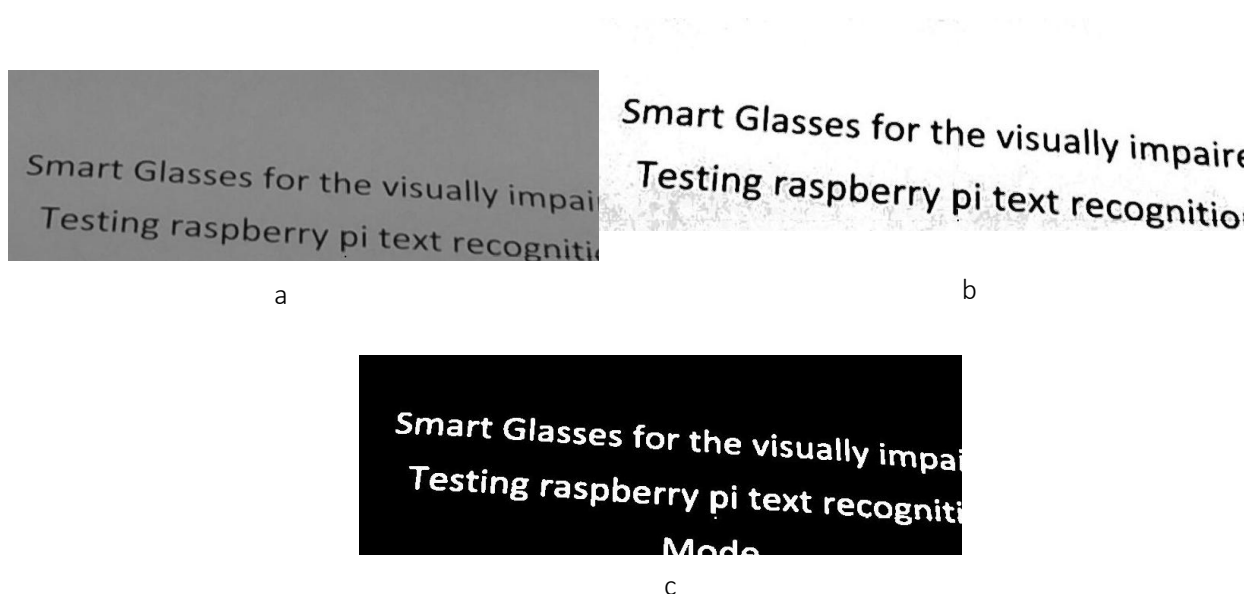 Smart Glasses for the visually impai
Testing raspberry pi text recogniti
a
Smart Glasses for the visually impaire
Testing raspberry pi text recognitio
b
Smart Glasses for the visually impai
Testing raspberry pi text recogniti
Mode
c